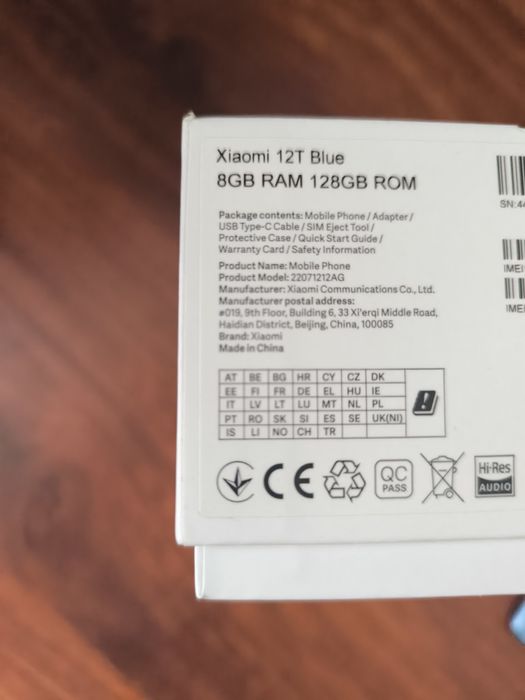 Xiaomi 12T Blue
8GB RAM 128GB ROM
Package contents: Mobile Phone / Adapter /
USB Type-C Cable / SIM Eject Tool /
Protective Case / Quick Start Guide /
Warranty Card / Safety Information
Product Name: Mobile Phone
Product Model: 22071212AG
Manufacturer: Xiaomi Communications Co., Ltd.
Manufacturer postal address:
#019, 9th Floor, Building 6, 33 Xi'erqi Middle Road,
Haidian District, Beijing, China, 100085
Brand: Xiaomi
Made in China
AT BE BG HR CY CZ DK
EE FI FR DE EL HU IE
IT LV LT LU MT NL PL
PT RO SK SI ES SE UK(NI)
IS LI NO CH TR
CE
QC
PASS
Hi-Res
AUDIO
SN:44
IMEI
IMEI